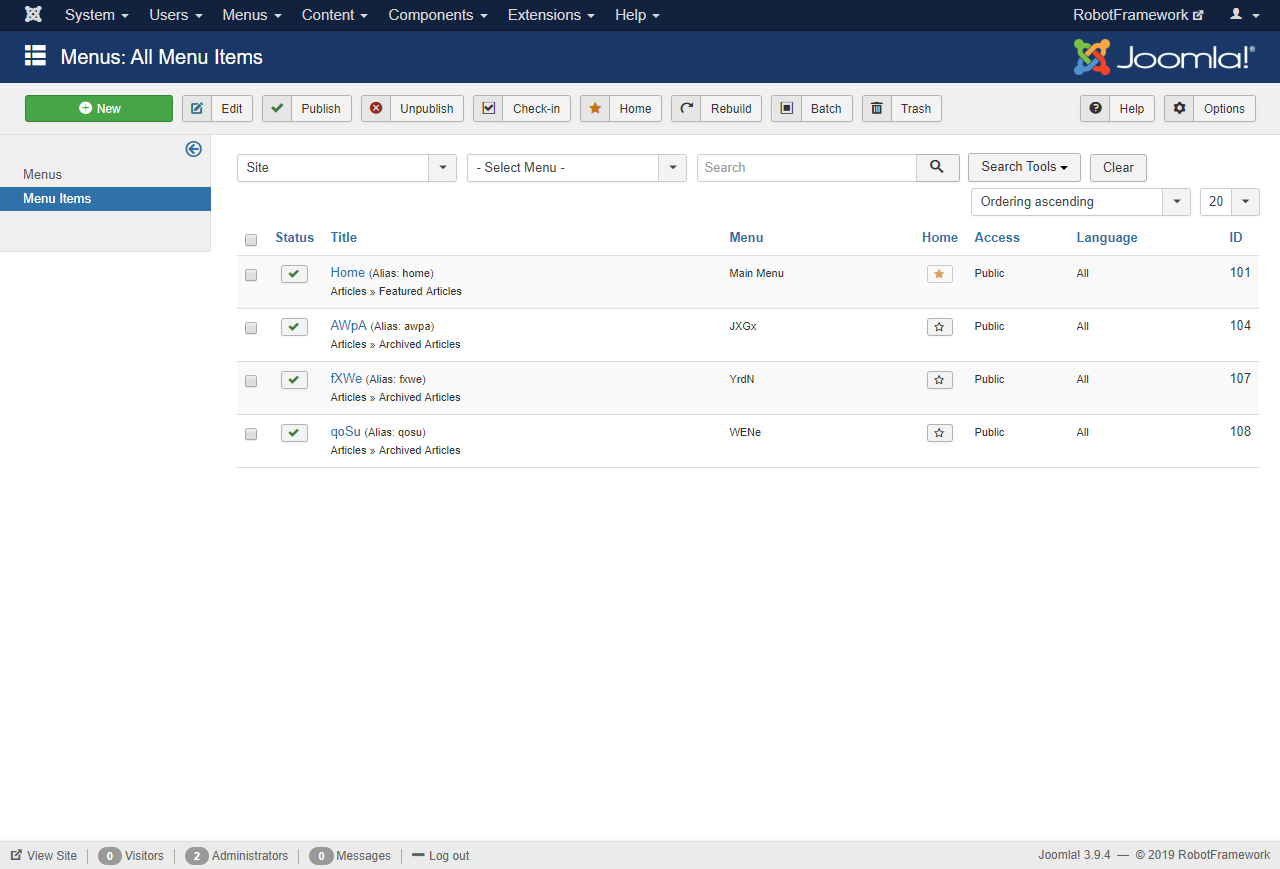 System Users Menus Content Components Extensions Help RobotFramework
Menus: All Menu Items Joomla!®
New Edit Publish Unpublish Check-in Home Rebuild Batch Trash Help Options
Menus
Menu Items
Site - Select Menu - Search Search Tools Clear
Ordering ascending 20
Status Title Menu Home Access Language ID
Home (Alias: home) Main Menu Public All 101
Articles » Featured Articles
AWpA (Alias: awpa) JXGx Public All 104
Articles » Archived Articles
fXWe (Alias: fxwe) YrdN Public All 107
Articles » Archived Articles
qoSu (Alias: qosu) WENe Public All 108
Articles » Archived Articles
View Site 0 Visitors 2 Administrators 0 Messages Log out Joomla! 3.9.4 — © 2019 RobotFramework